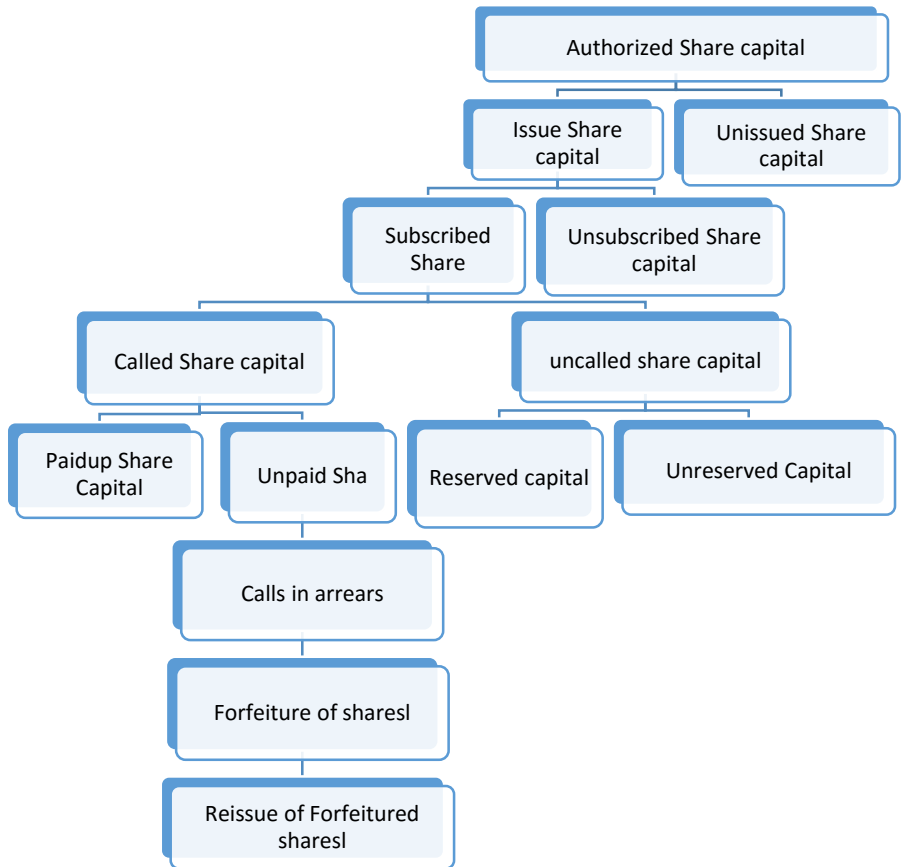 Authorized Share capital
Issue Share
capital
Unissued Share
capital
Subscribed
Share
Unsubscribed Share
capital
Called Share capital
uncalled share capital
Paidup Share
Capital
Unpaid Sha
Reserved capital
Unreserved Capital
Calls in arrears
Forfeiture of sharesl
Reissue of Forfeitured
sharesl